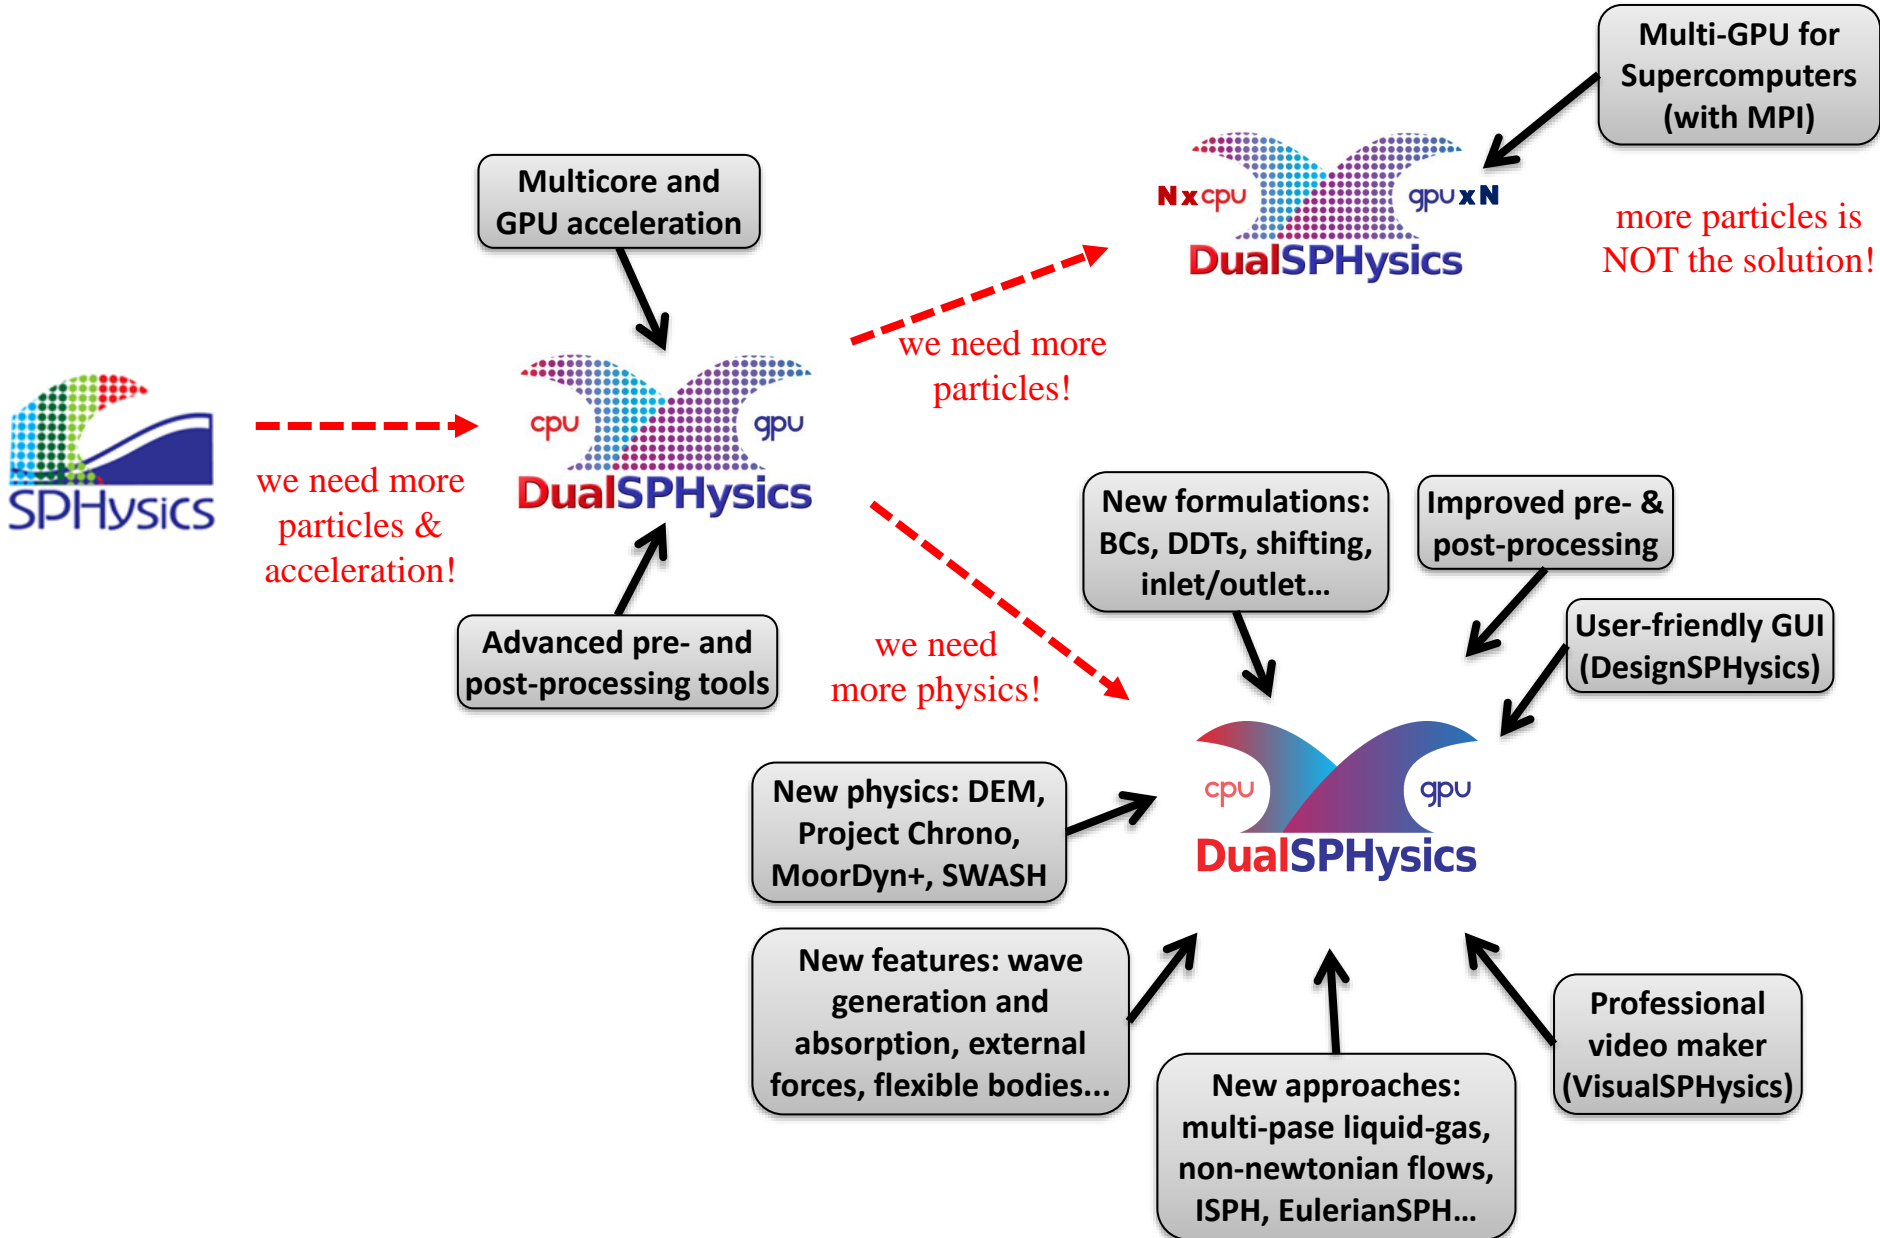 Multi-GPU for
Supercomputers
(with MPI)
Multicore and
GPU acceleration
N x cpu
gpu x N
DualSPHysics
more particles is
NOT the solution!
we need more
particles!
SPHysics
we need more
particles &
acceleration!
cpu
gpu
DualSPHysics
Advanced pre- and
post-processing tools
we need
more physics!
New formulations:
BCs, DDTs, shifting,
inlet/outlet…
Improved pre- &
post-processing
User-friendly GUI
(DesignSPHysics)
cpu
gpu
DualSPHysics
New physics: DEM,
Project Chrono,
MoorDyn+, SWASH
New features: wave
generation and
absorption, external
forces, flexible bodies...
New approaches:
multi-pase liquid-gas,
non-newtonian flows,
ISPH, EulerianSPH…
Professional
video maker
(VisualSPHysics)